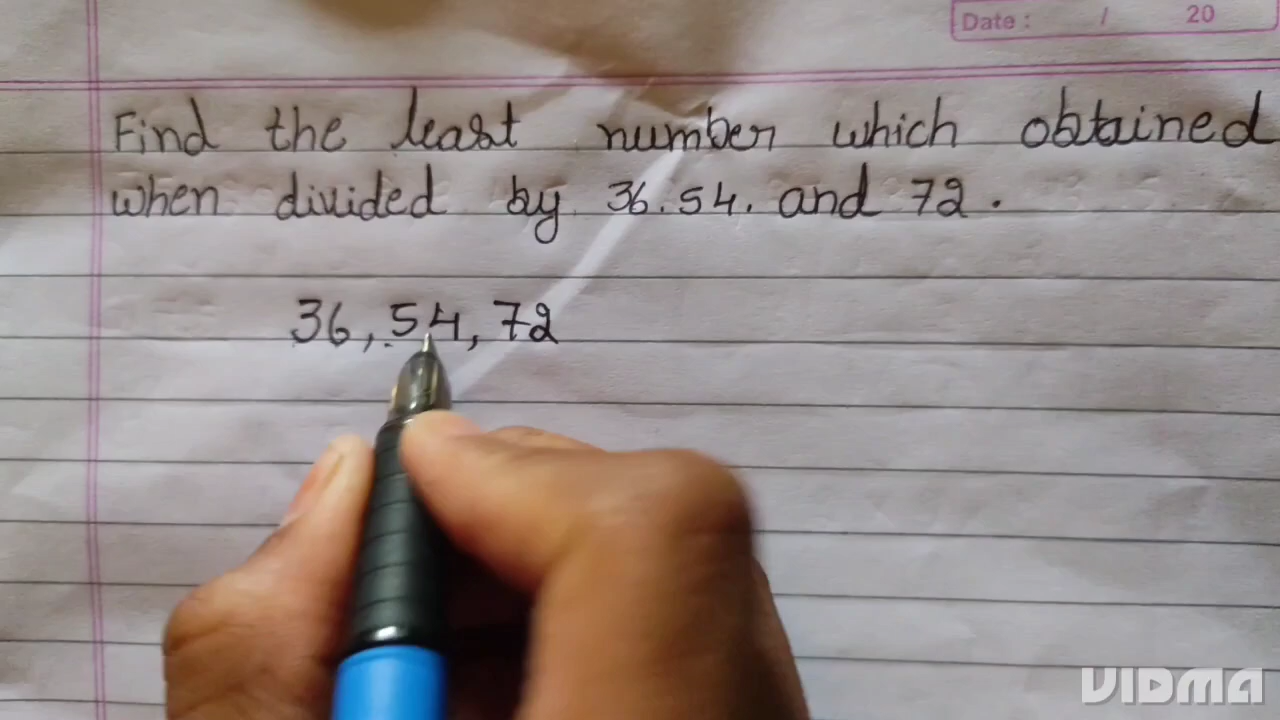 Date : / 20
Find the least number which obtained
when divided by 36. 54. and 72.
36, 54, 72
VIDMA